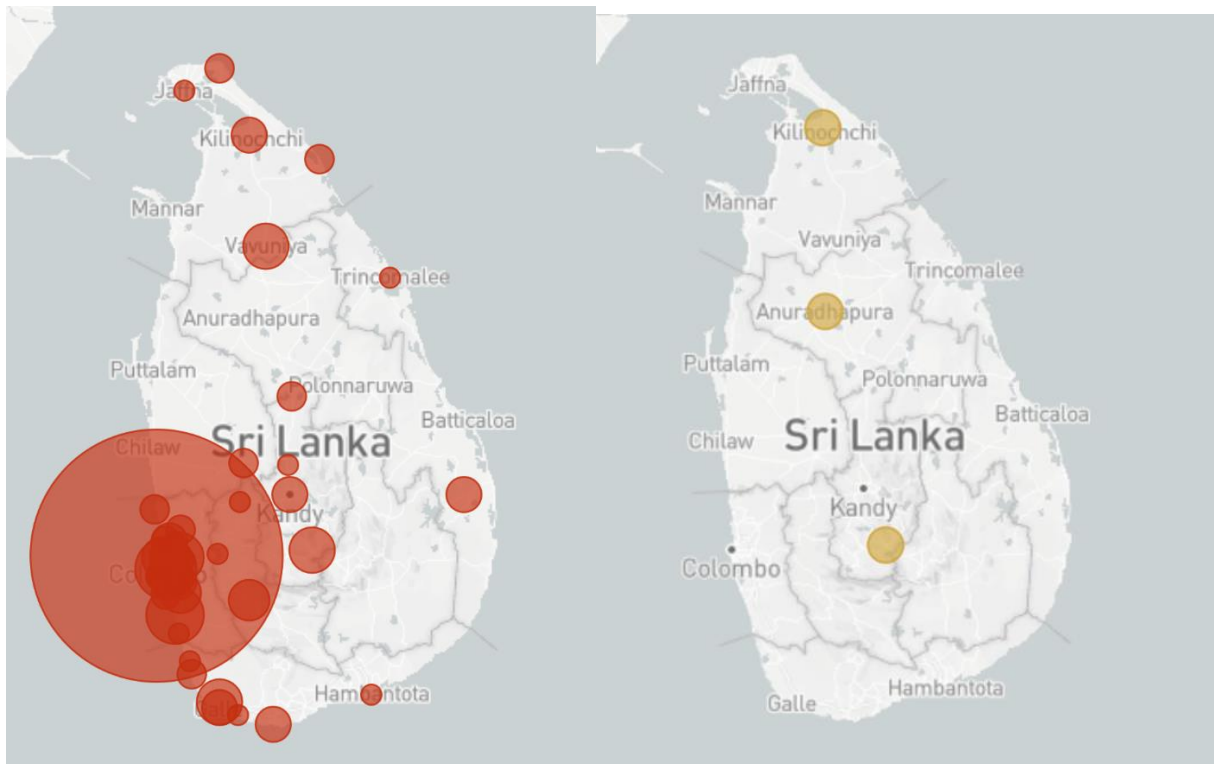 Jaffna
Kilinochchi
Mannar
Vavuniya
Trincomalee
Anuradhapura
Puttalam
Polonnaruwa
Batticaloa
Sri Lanka
Chilaw
Kandy
Colombo
Hambantota
Galle
Jaffna
Kilinochchi
Mannar
Vavuniya
Trincomalee
Anuradhapura
Puttalam
Polonnaruwa
Batticaloa
Sri Lanka
Chilaw
Kandy
Colombo
Hambantota
Galle